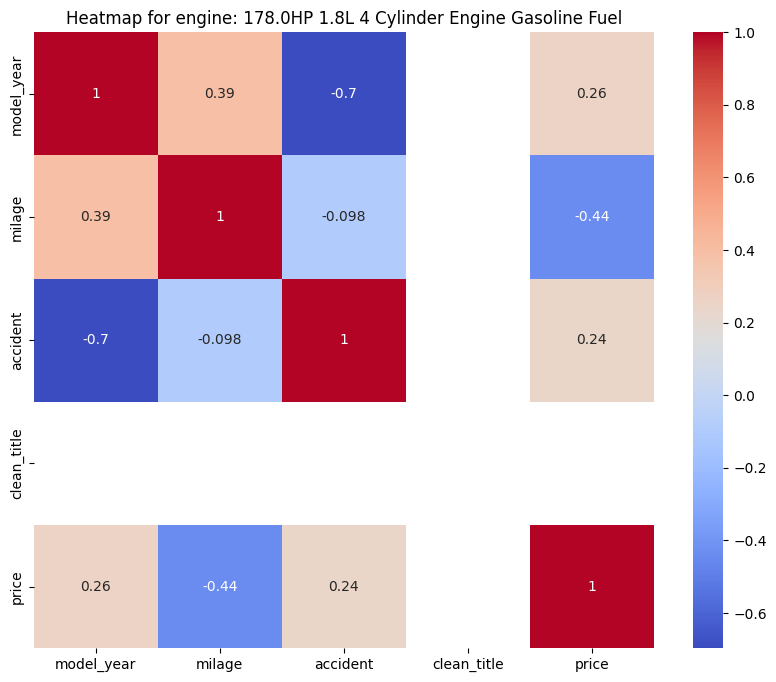 Heatmap for engine: 178.0HP 1.8L 4 Cylinder Engine Gasoline Fuel
model_year
1
0.39
-0.7
0.26
milage
0.39
1
-0.098
-0.44
accident
-0.7
-0.098
1
0.24
clean_title
price
0.26
-0.44
0.24
1
model_year
milage
accident
clean_title
price
1.0
0.8
0.6
0.4
0.2
0.0
−0.2
−0.4
−0.6